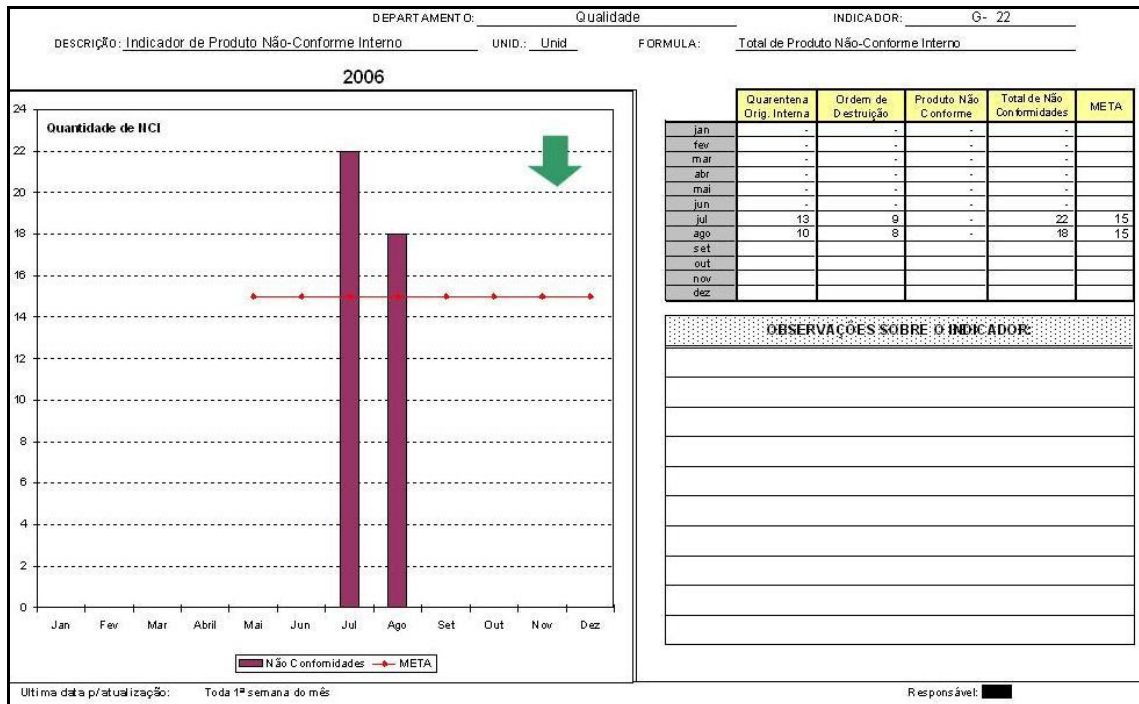 DEPARTAMENTO: Qualidade INDICADOR: G- 22
DESCRIÇÃO: Indicador de Produto Não-Conforme Interno UNID.: Unid FORMULA: Total de Produto Não-Conforme Interno
2006
Quantidade de NCI
24
22
20
18
16
14
12
10
8
6
4
2
0
Jan Fev Mar Abril Mai Jun Jul Ago Set Out Nov Dez
Não Conformidades META
Quarentena Orig. Interna Ordem de Destruição Produto Não Conforme Total de Não Conformidades META
jan - - - -
fev - - - -
mar - - - -
abr - - - -
mai - - - -
jun - - - -
jul 13 9 - 22 15
ago 10 8 - 18 15
set
out
nov
dez
OBSERVAÇÕES SOBRE O INDICADOR:
Ultima data p/atualização: Toda 1ª semana do mês Responsável: